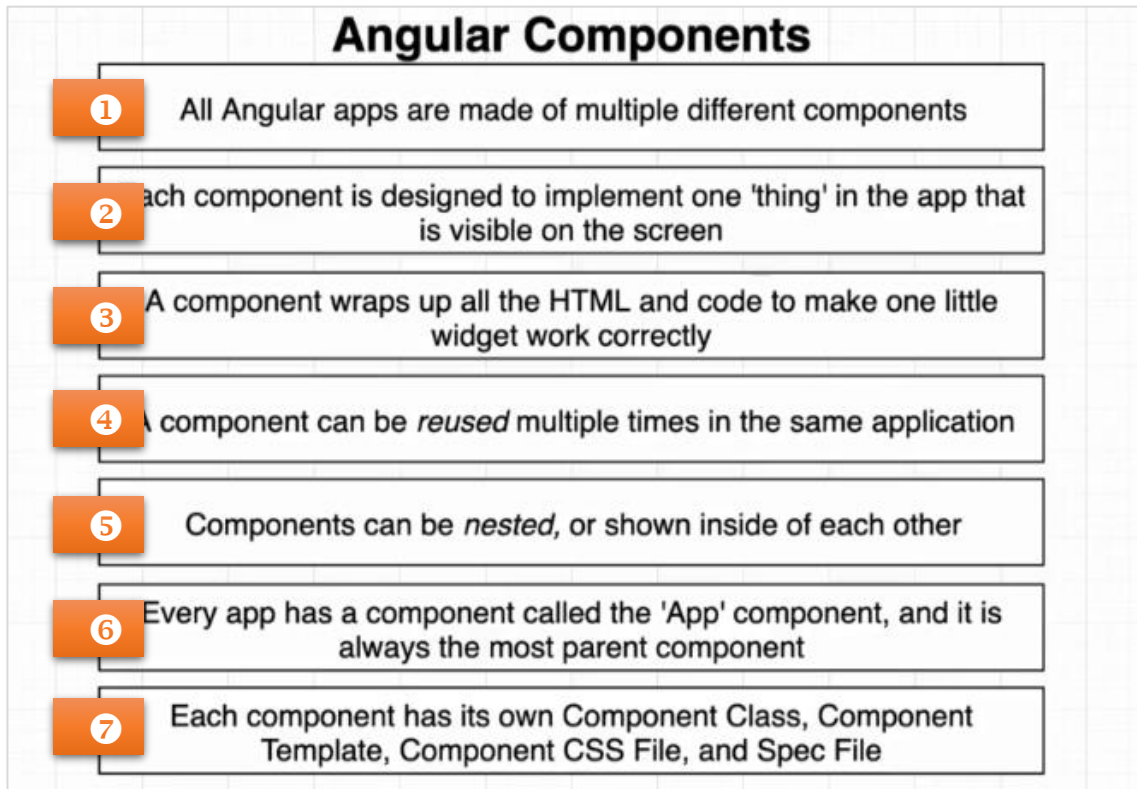 Angular Components
❶ All Angular apps are made of multiple different components
❷ ach component is designed to implement one 'thing' in the app that
is visible on the screen
❸ A component wraps up all the HTML and code to make one little
widget work correctly
❹ A component can be reused multiple times in the same application
❺ Components can be nested, or shown inside of each other
❻ Every app has a component called the 'App' component, and it is
always the most parent component
❼ Each component has its own Component Class, Component
Template, Component CSS File, and Spec File